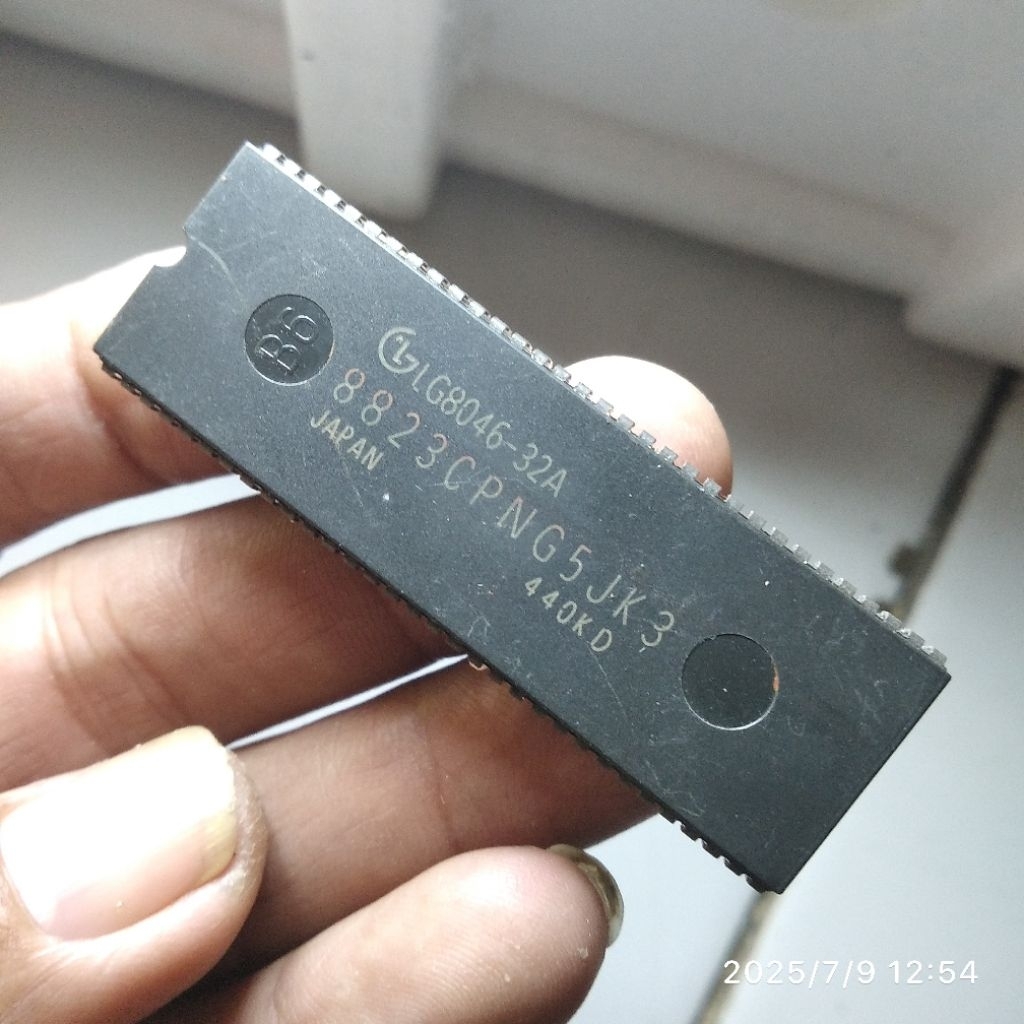 B6
LG8046-32A
8823CPNG5JK3
JAPAN
440KD
2025/7/9 12:54